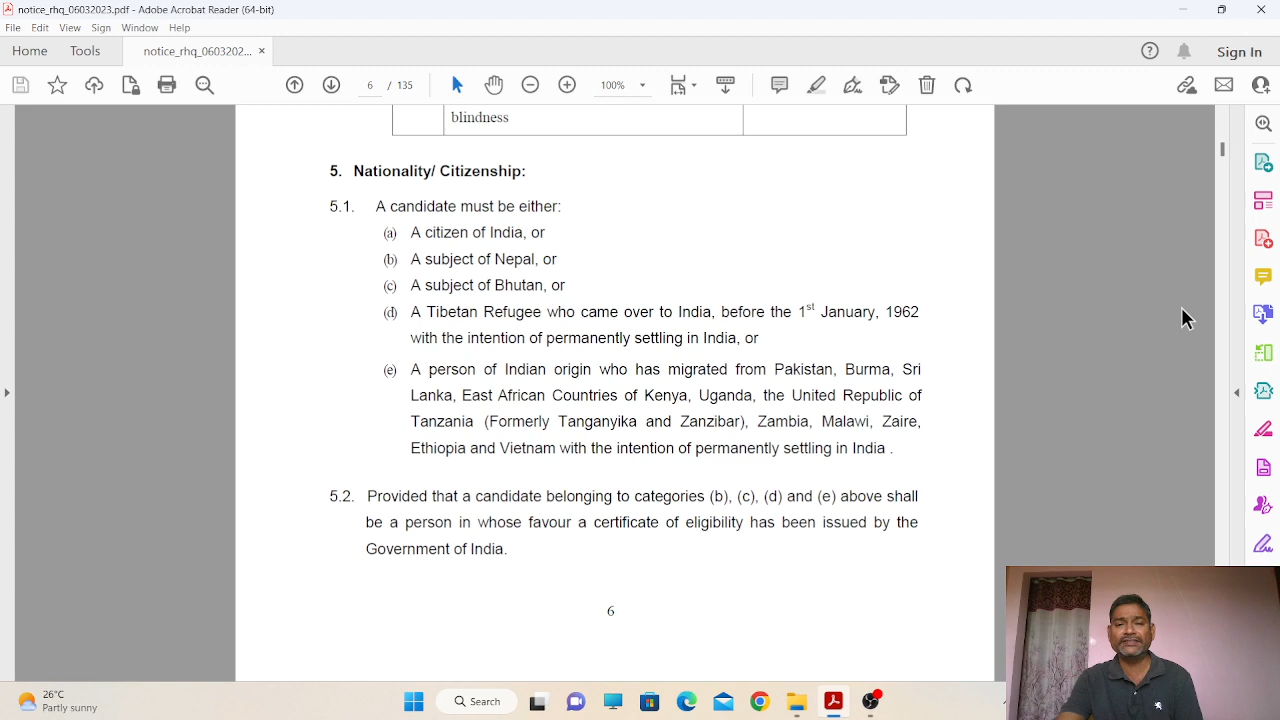 notice_rhq_06032023.pdf - Adobe Acrobat Reader (64-bit)
File Edit View Sign Window Help
Home Tools notice_rhq_0603202... × Sign In
6 / 135 100%
blindness
5. Nationality/ Citizenship:
5.1. A candidate must be either:
(a) A citizen of India, or
(b) A subject of Nepal, or
(c) A subject of Bhutan, or
(d) A Tibetan Refugee who came over to India, before the 1st January, 1962
with the intention of permanently settling in India, or
(e) A person of Indian origin who has migrated from Pakistan, Burma, Sri
Lanka, East African Countries of Kenya, Uganda, the United Republic of
Tanzania (Formerly Tanganyika and Zanzibar), Zambia, Malawi, Zaire,
Ethiopia and Vietnam with the intention of permanently settling in India .
5.2. Provided that a candidate belonging to categories (b), (c), (d) and (e) above shall
be a person in whose favour a certificate of eligibility has been issued by the
Government of India.
6
26°C
Partly sunny
Search